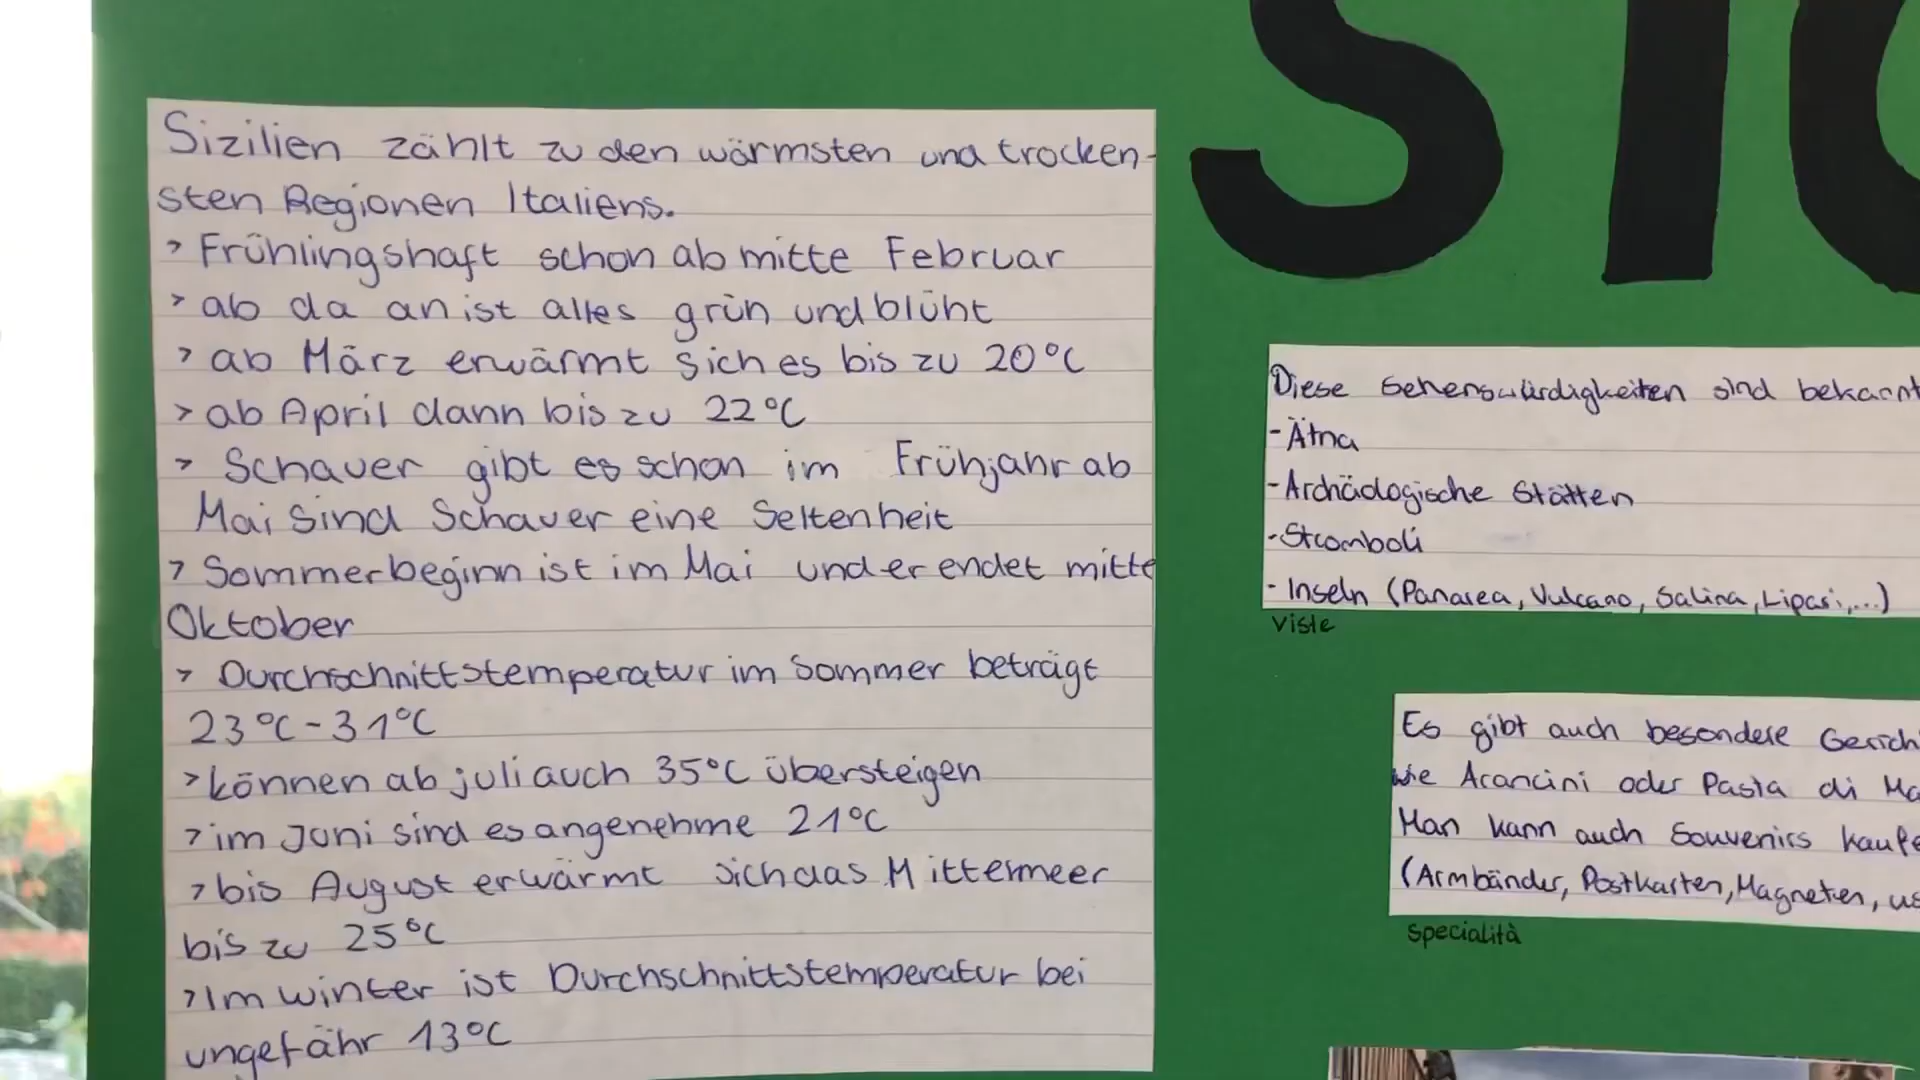 Sizilien zählt zu den wärmsten und trocken-
sten Regionen Italiens.
> Frühlingshaft schon ab mitte Februar
> ab da an ist alles grün und blüht
> ab März erwärmt sich es bis zu 20°C
> ab April dann bis zu 22°C
> Schauer gibt es schon im Frühjahr ab
Mai sind Schauer eine Seltenheit
> Sommerbeginn ist im Mai und er endet mitte
Oktober
> Durchschnittstemperatur im Sommer beträgt
23°C - 31°C
> können ab juli auch 35°C übersteigen
> im Juni sind es angenehme 21°C
> bis August erwärmt sich das Mittermeer
bis zu 25°C
> Im winter ist Durchschnittstemperatur bei
ungefähr 13°C
Diese Sehenswürdigkeiten sind bekannt
- Ätna
- Archäologische Stätten
- Stromboli
- Inseln (Panarea, Vulcano, Salina, Lipari,...)
viste
Es gibt auch besondere
wie Arancini oder Pasta di
Man kann auch Souvenirs
(Armbänder, Postkarten, Magneten,
specialità